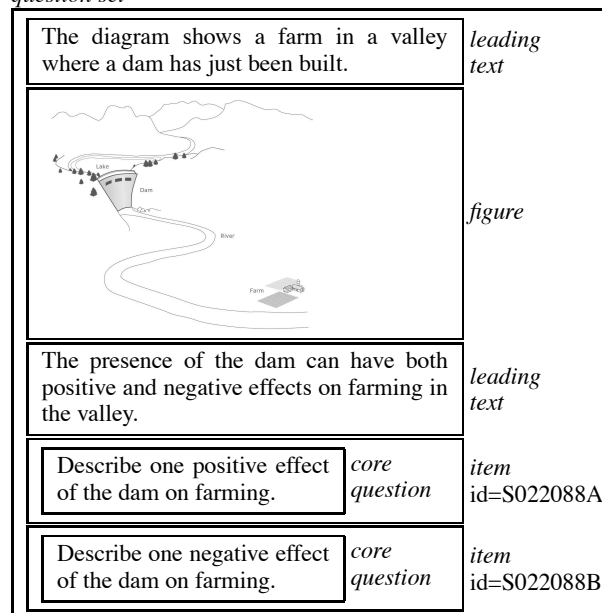 question set
The diagram shows a farm in a valley
where a dam has just been built.
leading
text
Lake
Dam
River
Farm
figure
The presence of the dam can have both
positive and negative effects on farming in
the valley.
leading
text
Describe one positive effect
of the dam on farming.
core
question
item
id=S022088A
Describe one negative effect
of the dam on farming.
core
question
item
id=S022088B